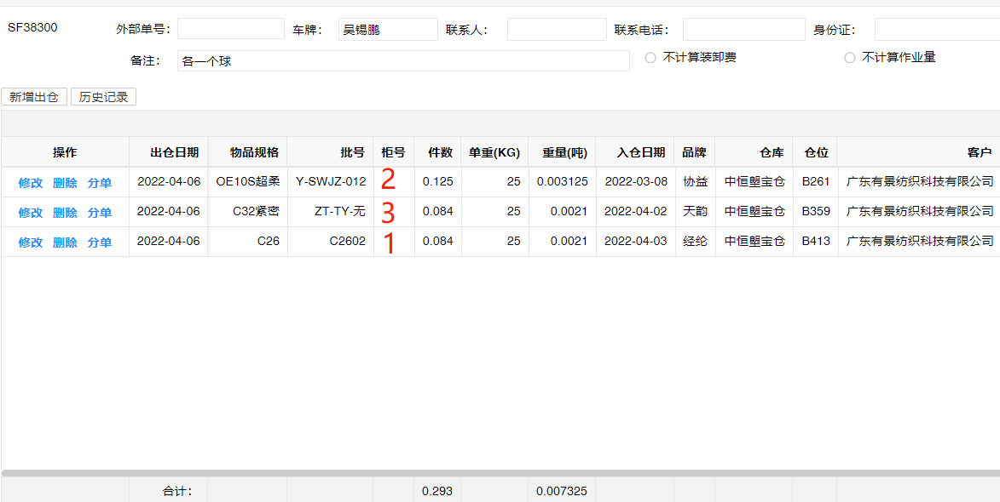 SF38300 外部单号： 车牌： 吴锡鹏 联系人： 联系电话： 身份证：
备注： 各一个球 不计算装卸费 不计算作业量
新增出仓 历史记录
操作 出仓日期 物品规格 批号 柜号 件数 单重(KG) 重量(吨) 入仓日期 品牌 仓库 仓位 客户
修改 删除 分单 2022-04-06 OE10S超柔 Y-SWJZ-012 2 0.125 25 0.003125 2022-03-08 协益 中恒塱宝仓 B261 广东有景纺织科技有限公司
修改 删除 分单 2022-04-06 C32紧密 ZT-TY-无 3 0.084 25 0.0021 2022-04-02 天韵 中恒塱宝仓 B359 广东有景纺织科技有限公司
修改 删除 分单 2022-04-06 C26 C2602 1 0.084 25 0.0021 2022-04-03 经纶 中恒塱宝仓 B413 广东有景纺织科技有限公司
合计： 0.293 0.007325